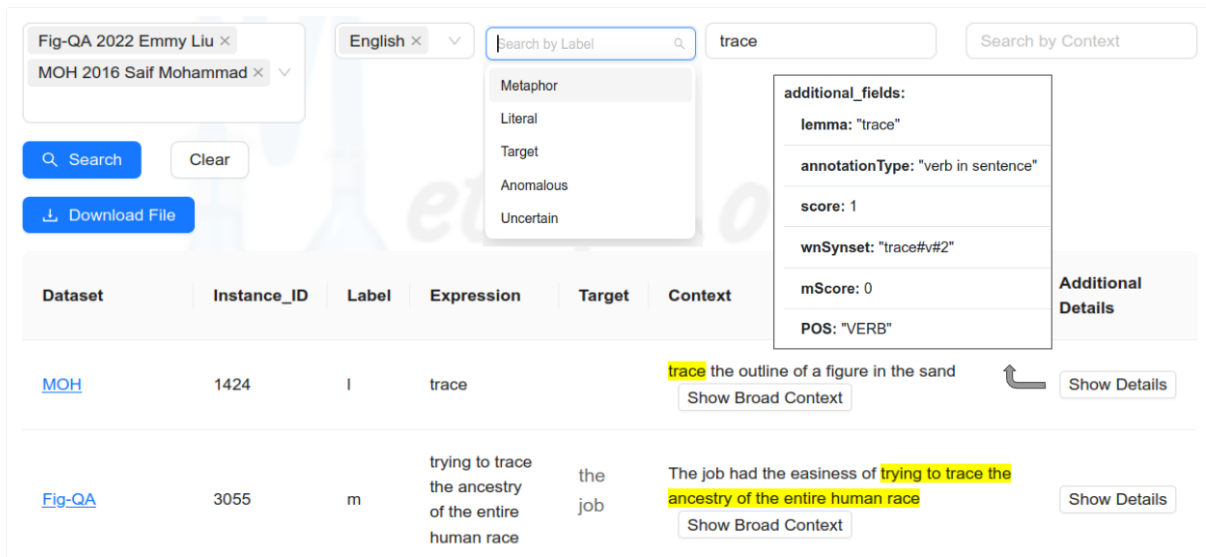 Fig-QA 2022 Emmy Liu ×
MOH 2016 Saif Mohammad ×
English ×
Search by Label
trace
Search by Context
Metaphor
Literal
Target
Anomalous
Uncertain
additional_fields:
lemma: "trace"
annotationType: "verb in sentence"
score: 1
wnSynset: "trace#v#2"
mScore: 0
POS: "VERB"
Search
Clear
Download File
Dataset
Instance_ID
Label
Expression
Target
Context
Additional
Details
MOH
1424
l
trace
trace the outline of a figure in the sand
Show Broad Context
Show Details
Fig-QA
3055
m
trying to trace
the ancestry
of the entire
human race
the
job
The job had the easiness of trying to trace the
ancestry of the entire human race
Show Broad Context
Show Details